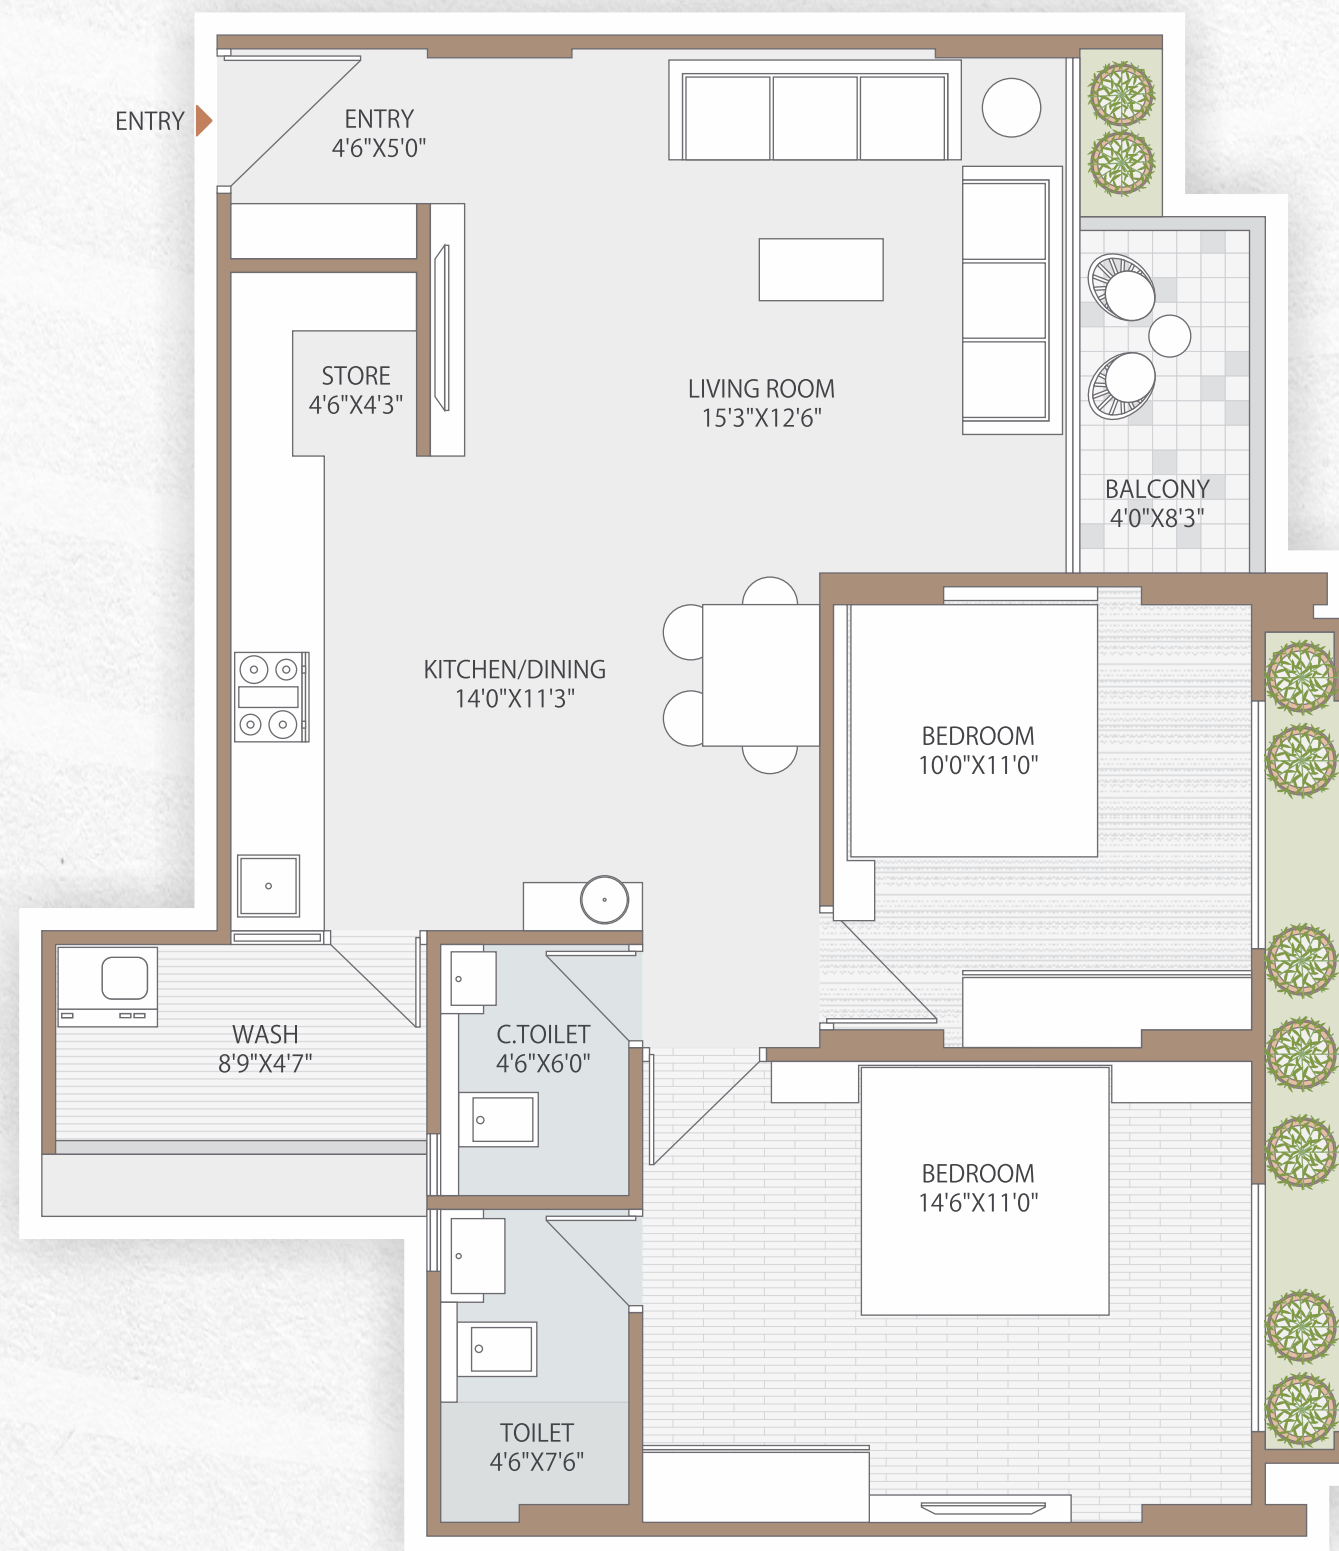 ENTRY
ENTRY
4'6"X5'0"
STORE
4'6"X4'3"
LIVING ROOM
15'3"X12'6"
BALCONY
4'0"X8'3"
KITCHEN/DINING
14'0"X11'3"
BEDROOM
10'0"X11'0"
WASH
8'9"X4'7"
C.TOILET
4'6"X6'0"
BEDROOM
14'6"X11'0"
TOILET
4'6"X7'6"